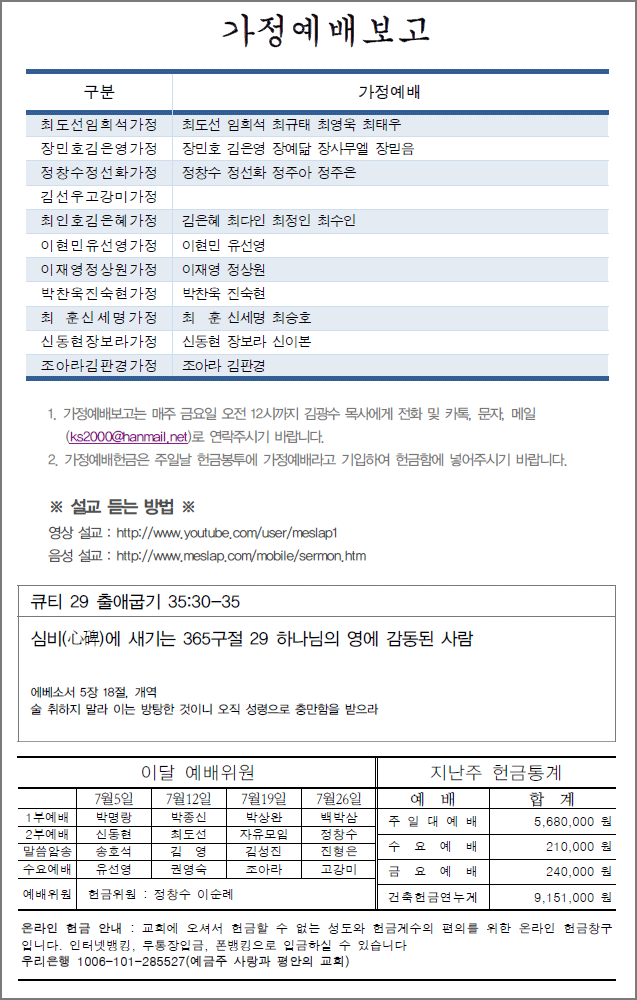 가정예배보고
구분 가정예배
최도선임희석가정 최도선 임희석 최규태 최영욱 최태우
장민호김은영가정 장민호 김은영 장예닮 장사무엘 장믿음
정창수정선화가정 정창수 정선화 정주아 정주은
김선우고강미가정
최인호김은혜가정 김은혜 최다인 최정인 최수인
이현민유선영가정 이현민 유선영
이재영정상원가정 이재영 정상원
박찬욱진숙현가정 박찬욱 진숙현
최 훈신세명가정 최 훈 신세명 최승호
신동현장보라가정 신동현 장보라 신이본
조아라김판경가정 조아라 김판경
1. 가정예배보고는 매주 금요일 오전 12시까지 김광수 목사에게 전화 및 카톡, 문자, 메일
(ks2000@hanmail.net)로 연락주시기 바랍니다.
2. 가정예배헌금은 주일날 헌금봉투에 가정예배라고 기입하여 헌금함에 넣어주시기 바랍니다.
※ 설교 듣는 방법 ※
영상 설교 : http://www.youtube.com/user/meslap1
음성 설교 : http://www.meslap.com/mobile/sermon.htm
큐티 29 출애굽기 35:30-35
심비(心碑)에 새기는 365구절 29 하나님의 영에 감동된 사람
에베소서 5장 18절, 개역
술 취하지 말라 이는 방탕한 것이니 오직 성령으로 충만함을 받으라
이달 예배위원
7월5일 7월12일 7월19일 7월26일
1부예배 박명랑 박종신 박상완 백박삼
2부예배 신동현 최도선 자유모임 정창수
말씀암송 송호석 김 영 김성진 진형은
수요예배 유선영 권영숙 조아라 고강미
예배위원 헌금위원 : 정창수 이순례
지난주 헌금통계
예 배 합 계
주 일 대 예 배 5,680,000 원
수 요 예 배 210,000 원
금 요 예 배 240,000 원
건축헌금연누계 9,151,000 원
온라인 헌금 안내 : 교회에 오셔서 헌금할 수 없는 성도와 헌금계수의 편의를 위한 온라인 헌금창구
입니다. 인터넷뱅킹, 무통장입금, 폰뱅킹으로 입금하실 수 있습니다
우리은행 1006-101-285527(예금주 사랑과 평안의 교회)